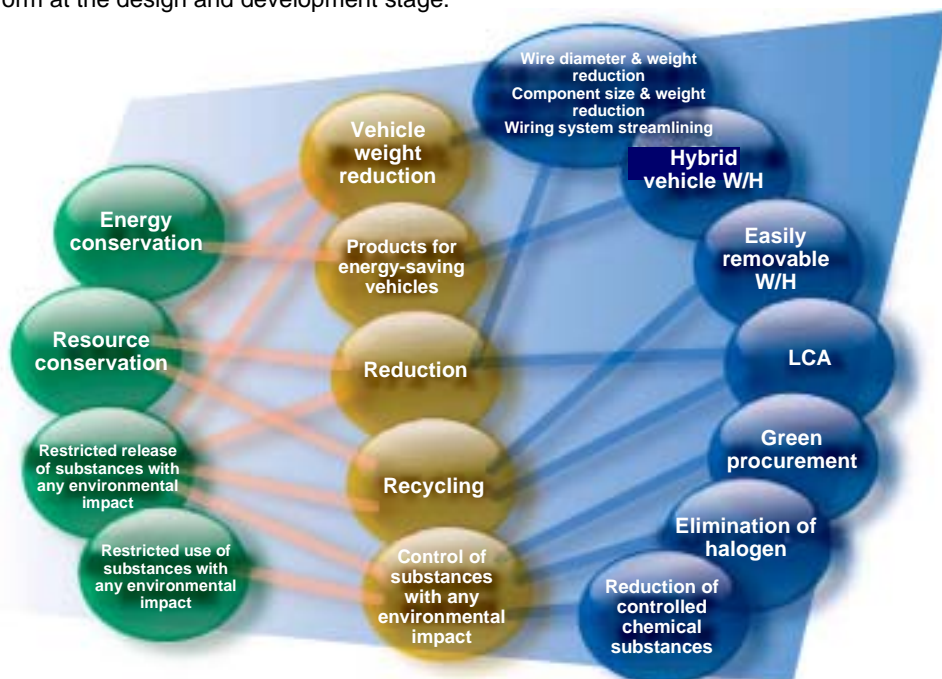 orm at the design and development stage.
Wire diameter & weight
reduction
Component size & weight
reduction
Wiring system streamlining
Vehicle
weight
reduction
Hybrid
vehicle W/H
Energy
conservation
Products for
energy-saving
vehicles
Easily
removable
W/H
Resource
conservation
Reduction
LCA
Restricted release
of substances with
any environmental
impact
Recycling
Green
procurement
Restricted use of
substances with
any environmental
impact
Control of
substances
with any
environmental
impact
Elimination of
halogen
Reduction of
controlled
chemical
substances